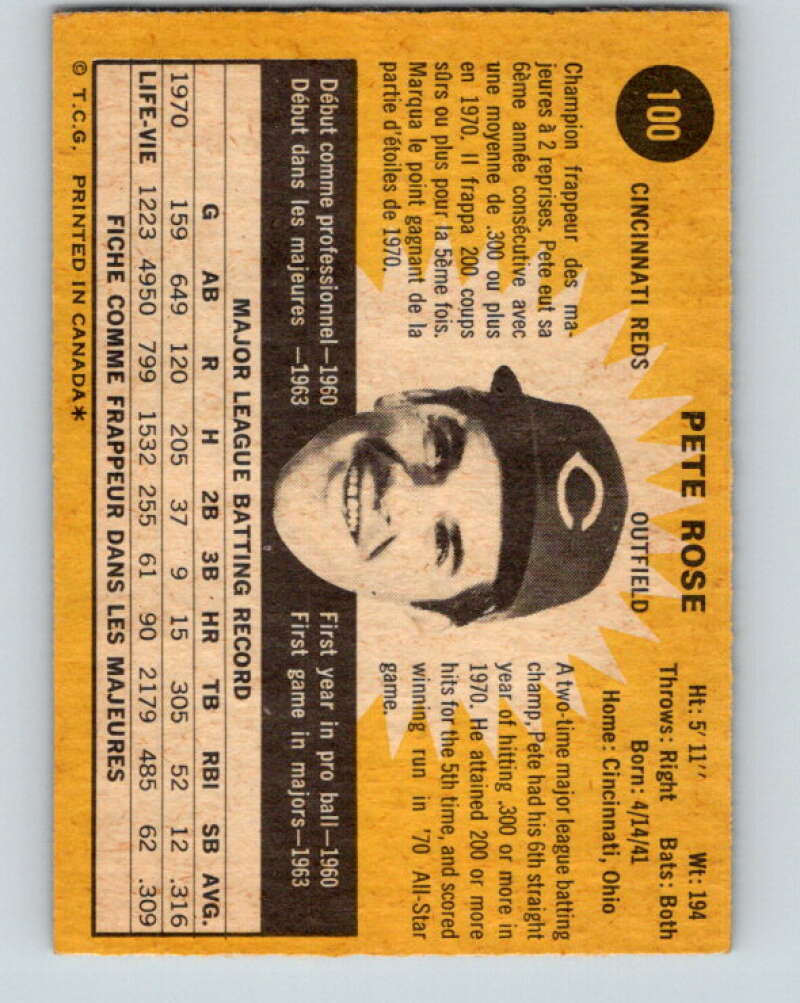 100
PETE ROSE
CINCINNATI REDS OUTFIELD
Ht: 5' 11" Wt: 194
Throws: Right Bats: Both
Born: 4/14/41
Home: Cincinnati, Ohio
Champion frappeur des ma-
jeures à 2 reprises. Pete eut sa
6ème année consécutive avec
une moyenne de .300 ou plus
en 1970. Il frappa 200 coups
sûrs ou plus pour la 5ème fois.
Marqua le point gagnant de la
partie d'étoiles de 1970.
A two-time major league batting
champ, Pete had his 6th straight
year of hitting .300 or more in
1970. He attained 200 or more
hits for the 5th time, and scored
winning run in '70 All-Star
game.
Début comme professionnel—1960
Début dans les majeures —1963
First year in pro ball—1960
First game in majors—1963
MAJOR LEAGUE BATTING RECORD
G AB R H 2B 3B HR TB RBI SB AVG.
1970 159 649 120 205 37 9 15 305 52 12 .316
LIFE-VIE 1223 4950 799 1532 255 61 90 2179 485 62 .309
FICHE COMME FRAPPEUR DANS LES MAJEURES
© T.C.G. PRINTED IN CANADA*